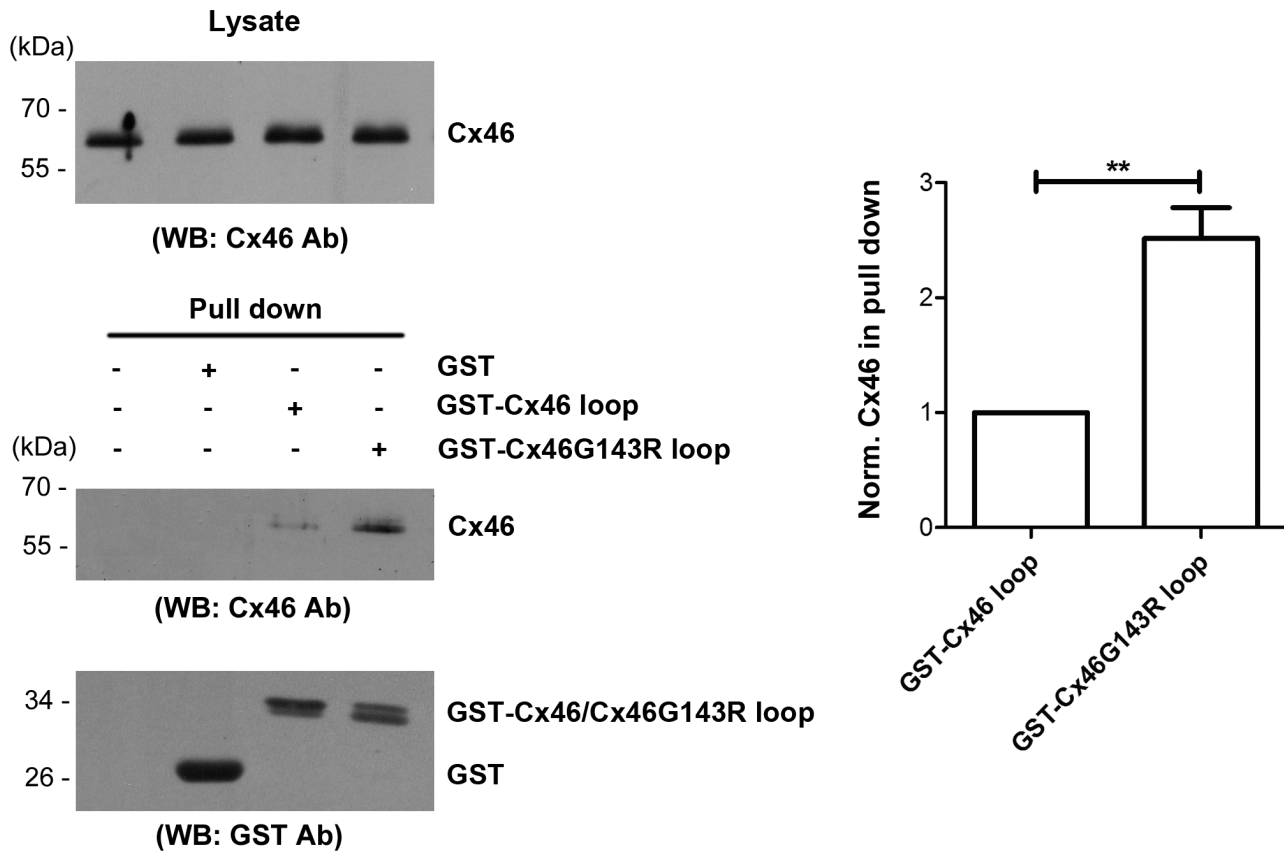 Lysate
(kDa)
70 -
Cx46
55 -
(WB: Cx46 Ab)
Pull down
- + - - GST
- - + - GST-Cx46 loop
(kDa) - - - + GST-Cx46G143R loop
70 -
Cx46
55 -
(WB: Cx46 Ab)
34 -
GST-Cx46/Cx46G143R loop
26 -
GST
(WB: GST Ab)
**
3
2
1
0
Norm. Cx46 in pull down
GST-Cx46 loop
GST-Cx46G143R loop